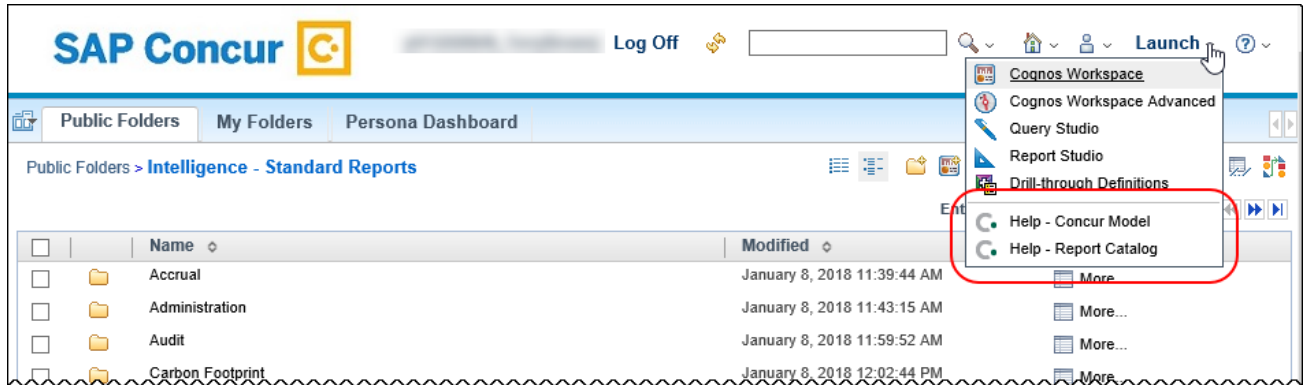 SAP Concur C Log Off Launch
Cognos Workspace
Cognos Workspace Advanced
Query Studio
Report Studio
Drill-through Definitions
Help - Concur Model
Help - Report Catalog
Public Folders My Folders Persona Dashboard
Public Folders > Intelligence - Standard Reports
Ent
Name Modified
Accrual January 8, 2018 11:39:44 AM More...
Administration January 8, 2018 11:43:15 AM More...
Audit January 8, 2018 11:59:52 AM More...
Carbon Footprint January 8, 2018 12:02:44 PM More...